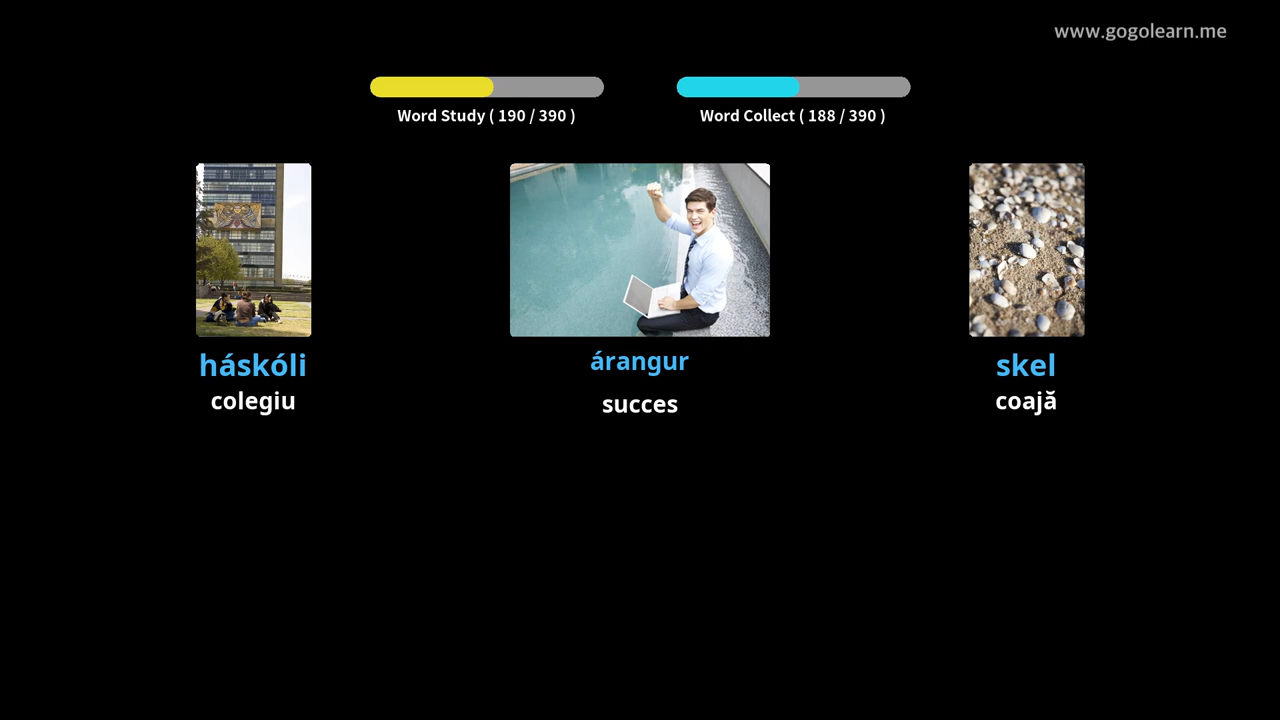 www.gogolearn.me
Word Study ( 190 / 390 )
Word Collect ( 188 / 390 )
háskóli
colegiu
árangur
succes
skel
coajă